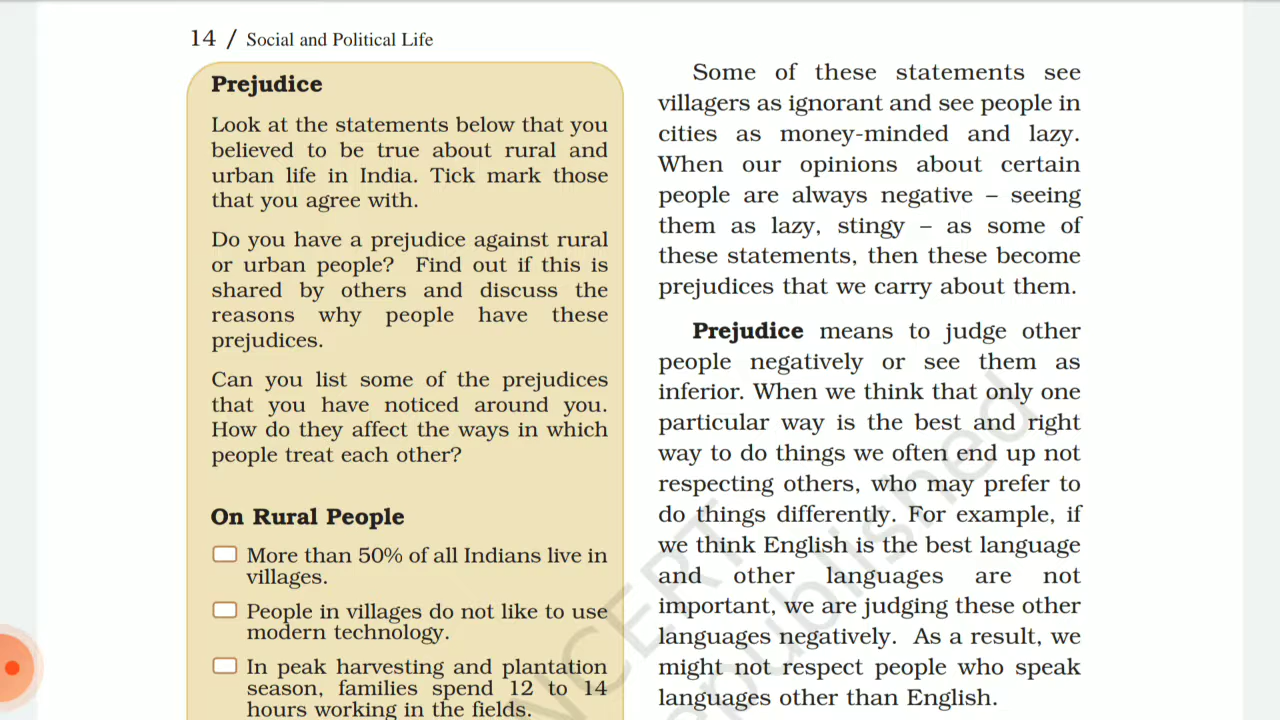 14 / Social and Political Life
Prejudice
Look at the statements below that you
believed to be true about rural and
urban life in India. Tick mark those
that you agree with.
Do you have a prejudice against rural
or urban people? Find out if this is
shared by others and discuss the
reasons why people have these
prejudices.
Can you list some of the prejudices
that you have noticed around you.
How do they affect the ways in which
people treat each other?
On Rural People
More than 50% of all Indians live in
villages.
People in villages do not like to use
modern technology.
In peak harvesting and plantation
season, families spend 12 to 14
hours working in the fields.
Some of these statements see
villagers as ignorant and see people in
cities as money-minded and lazy.
When our opinions about certain
people are always negative – seeing
them as lazy, stingy – as some of
these statements, then these become
prejudices that we carry about them.
Prejudice means to judge other
people negatively or see them as
inferior. When we think that only one
particular way is the best and right
way to do things we often end up not
respecting others, who may prefer to
do things differently. For example, if
we think English is the best language
and other languages are not
important, we are judging these other
languages negatively. As a result, we
might not respect people who speak
languages other than English.
NCERT
republished